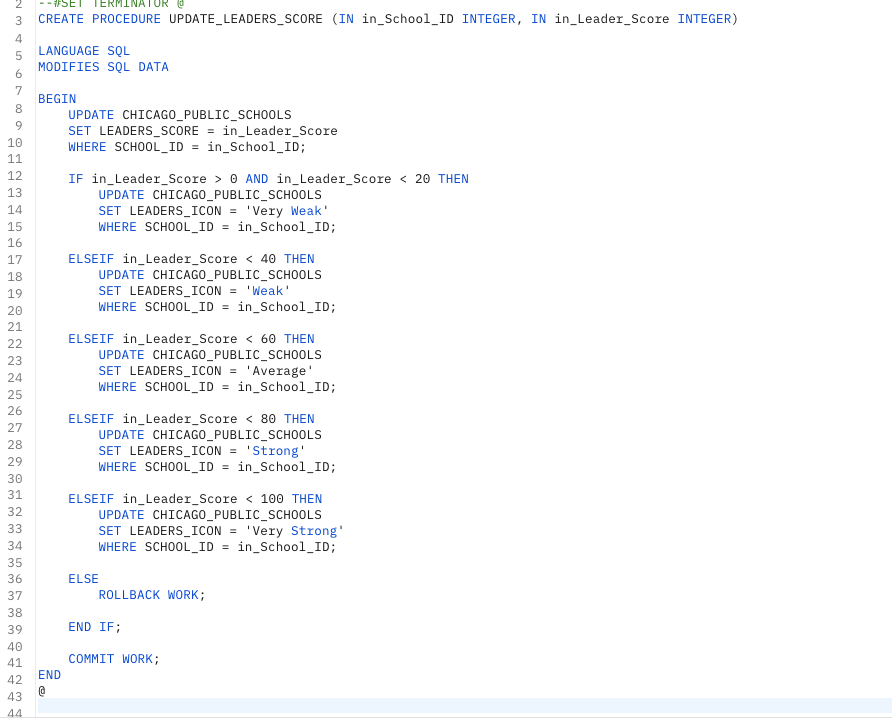 2 --#SET TERMINATOR @
3 CREATE PROCEDURE UPDATE_LEADERS_SCORE (IN in_School_ID INTEGER, IN in_Leader_Score INTEGER)
4
5 LANGUAGE SQL
6 MODIFIES SQL DATA
7
8 BEGIN
9 UPDATE CHICAGO_PUBLIC_SCHOOLS
10 SET LEADERS_SCORE = in_Leader_Score
11 WHERE SCHOOL_ID = in_School_ID;
12
13 IF in_Leader_Score > 0 AND in_Leader_Score < 20 THEN
14 UPDATE CHICAGO_PUBLIC_SCHOOLS
15 SET LEADERS_ICON = 'Very Weak'
16 WHERE SCHOOL_ID = in_School_ID;
17
18 ELSEIF in_Leader_Score < 40 THEN
19 UPDATE CHICAGO_PUBLIC_SCHOOLS
20 SET LEADERS_ICON = 'Weak'
21 WHERE SCHOOL_ID = in_School_ID;
22
23 ELSEIF in_Leader_Score < 60 THEN
24 UPDATE CHICAGO_PUBLIC_SCHOOLS
25 SET LEADERS_ICON = 'Average'
26 WHERE SCHOOL_ID = in_School_ID;
27
28 ELSEIF in_Leader_Score < 80 THEN
29 UPDATE CHICAGO_PUBLIC_SCHOOLS
30 SET LEADERS_ICON = 'Strong'
31 WHERE SCHOOL_ID = in_School_ID;
32
33 ELSEIF in_Leader_Score < 100 THEN
34 UPDATE CHICAGO_PUBLIC_SCHOOLS
35 SET LEADERS_ICON = 'Very Strong'
36 WHERE SCHOOL_ID = in_School_ID;
37
38 ELSE
39 ROLLBACK WORK;
40
41 END IF;
42
43 COMMIT WORK;
44 END
@